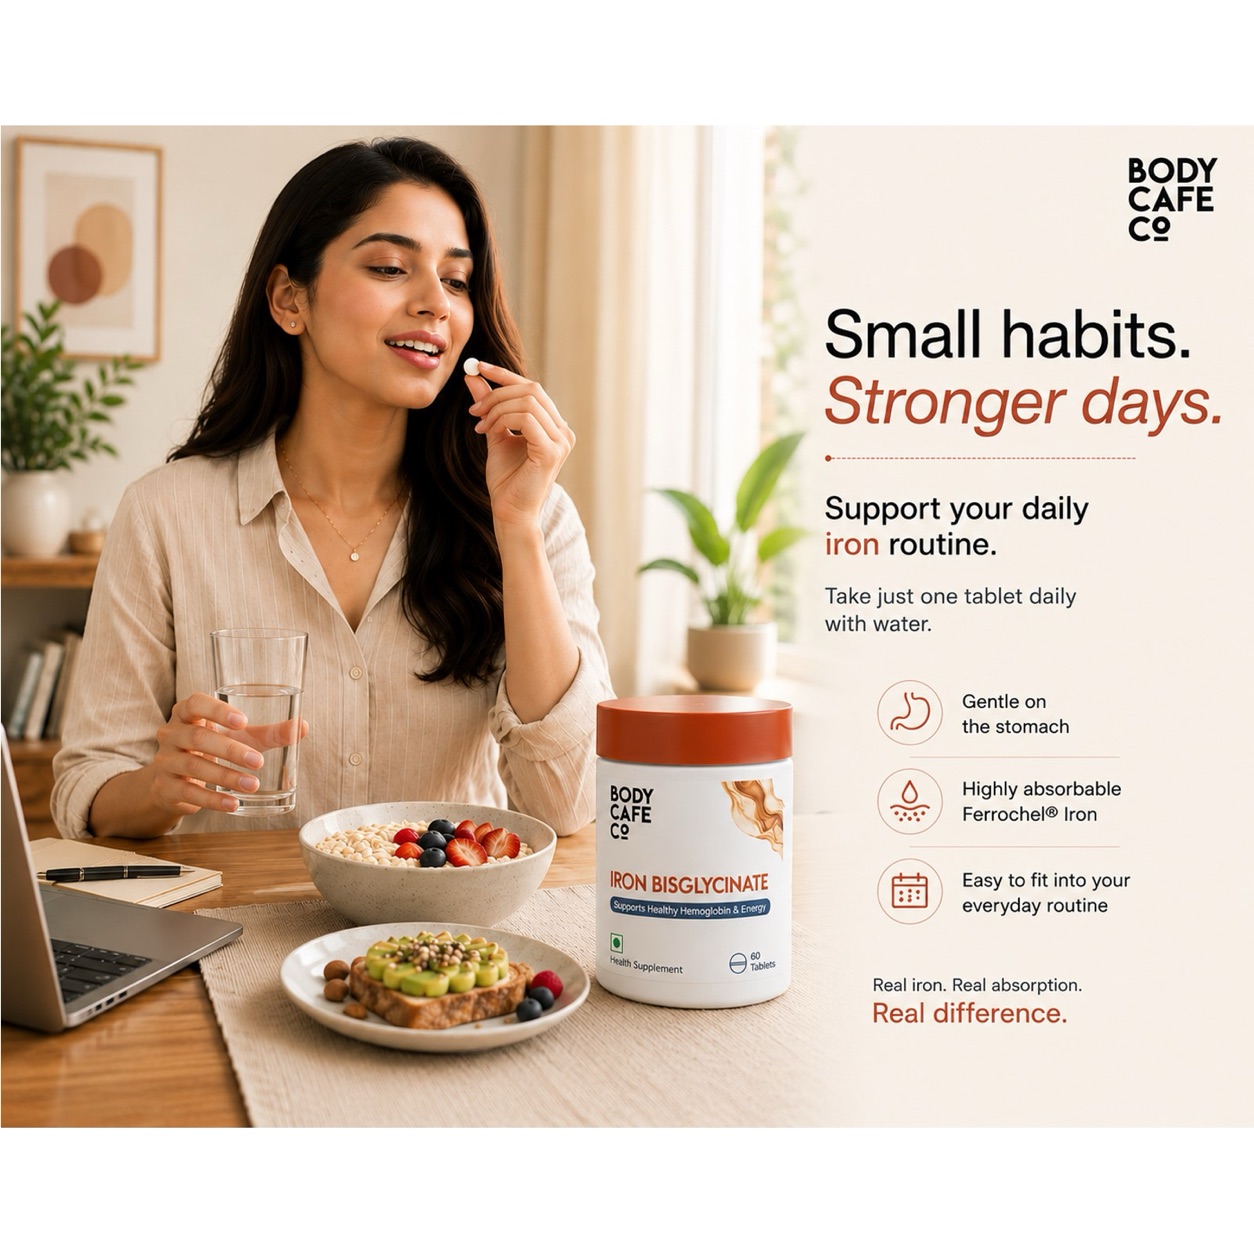 BODY
CAFE
Co
Small habits.
Stronger days.
Support your daily
iron routine.
Take just one tablet daily
with water.
Gentle on
the stomach
Highly absorbable
Ferrochel® Iron
Easy to fit into your
everyday routine
Real iron. Real absorption.
Real difference.
BODY
CAFE
Co
IRON BISGLYCINATE
Supports Healthy Hemoglobin & Energy
Health Supplement
60
Tablets